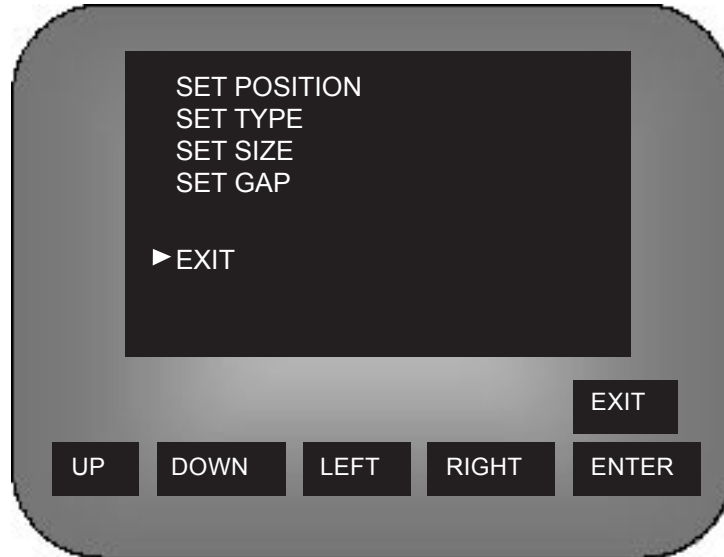 SET POSITION
SET TYPE
SET SIZE
SET GAP
►EXIT
EXIT
UP DOWN LEFT RIGHT ENTER